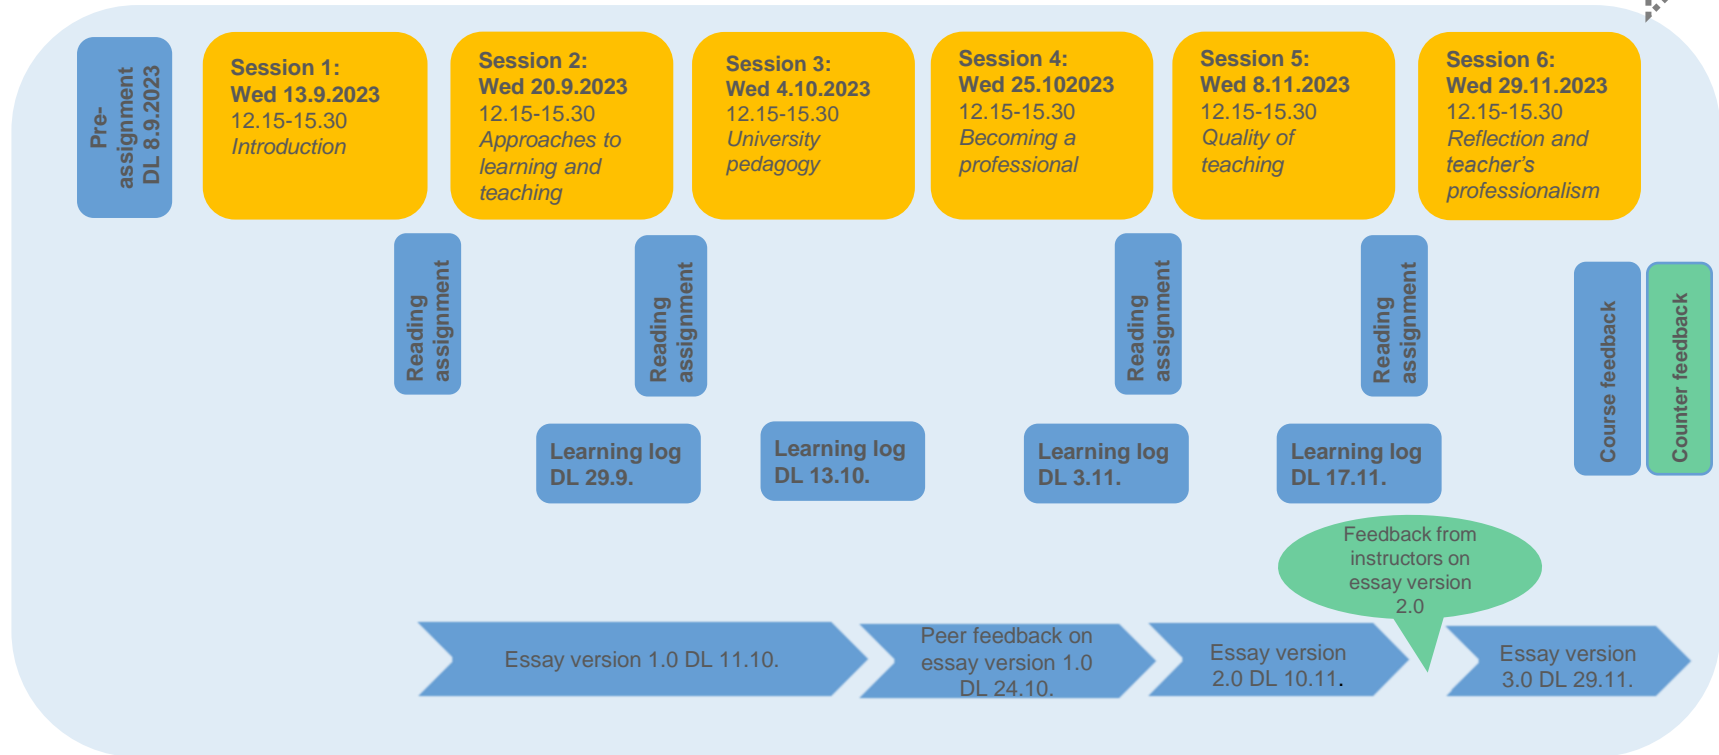 Pre-
assignment
DL 8.9.2023
Session 1:
Wed 13.9.2023
12.15-15.30
Introduction
Session 2:
Wed 20.9.2023
12.15-15.30
Approaches to
learning and
teaching
Session 3:
Wed 4.10.2023
12.15-15.30
University
pedagogy
Session 4:
Wed 25.102023
12.15-15.30
Becoming a
professional
Session 5:
Wed 8.11.2023
12.15-15.30
Quality of
teaching
Session 6:
Wed 29.11.2023
12.15-15.30
Reflection and
teacher’s
professionalism
Reading
assignment
Reading
assignment
Reading
assignment
Reading
assignment
Course feedback
Counter feedback
Learning log
DL 29.9.
Learning log
DL 13.10.
Learning log
DL 3.11.
Learning log
DL 17.11.
Feedback from
instructors on
essay version
2.0
Essay version 1.0 DL 11.10.
Peer feedback on
essay version 1.0
DL 24.10.
Essay version
2.0 DL 10.11.
Essay version
3.0 DL 29.11.